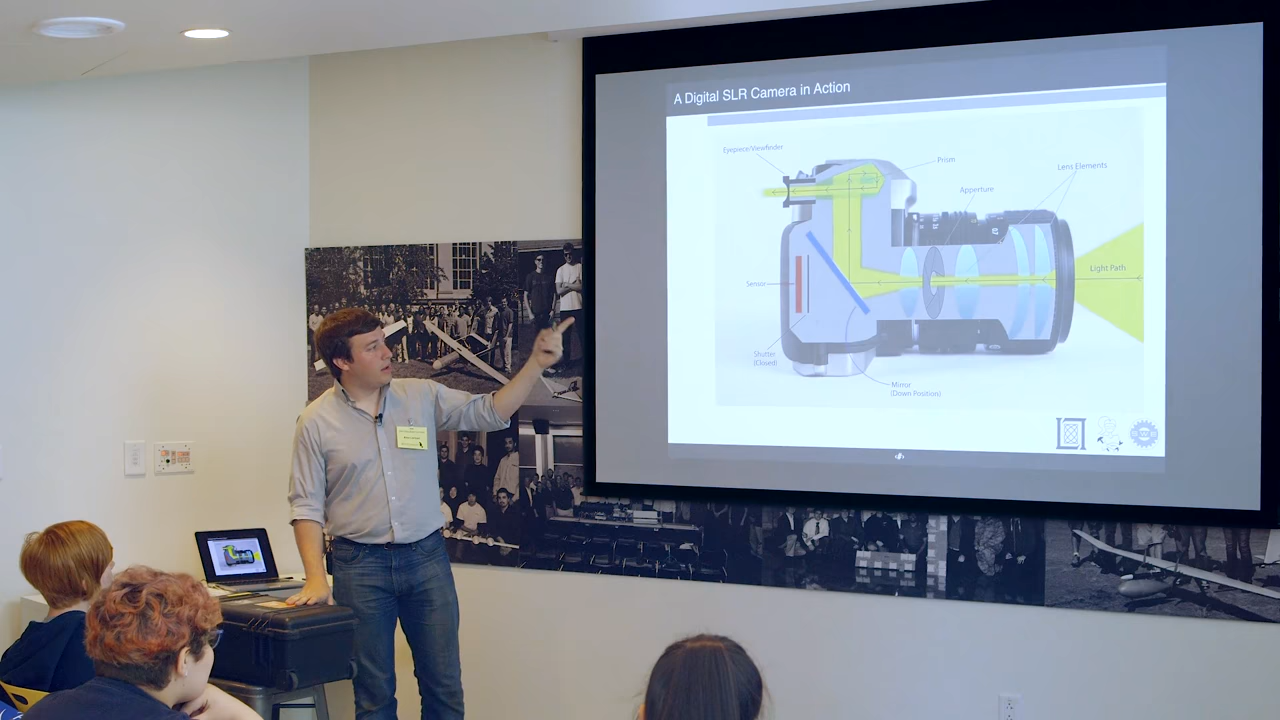 A Digital SLR Camera in Action
Eyepiece/Viewfinder
Prism
Lens Elements
Apperture
Light Path
Sensor
Shutter
(Closed)
Mirror
(Down Position)